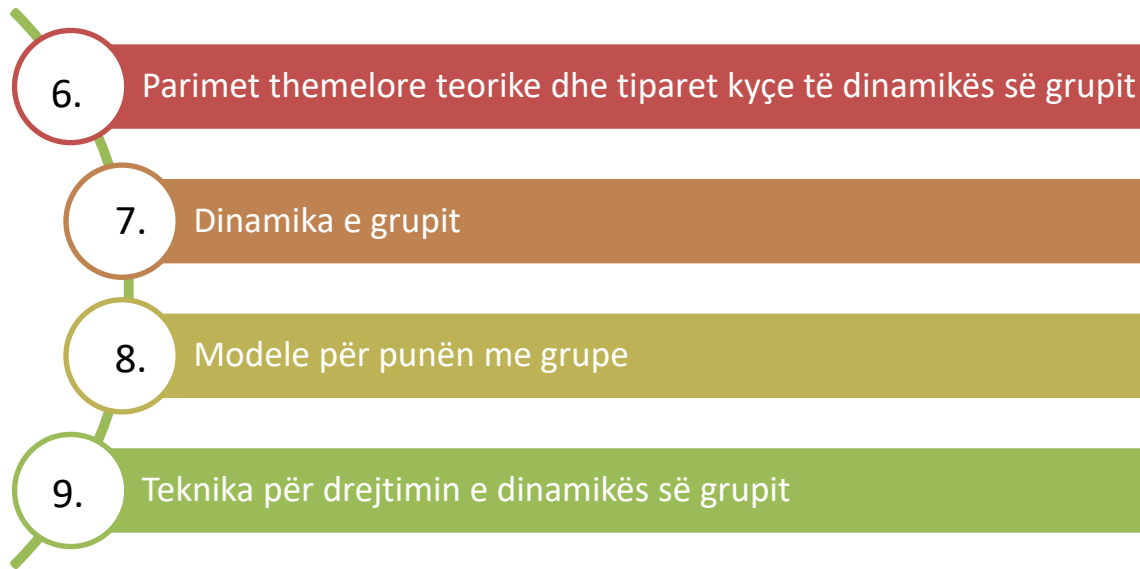 6. Parimet themelore teorike dhe tiparet kyçe të dinamikës së grupit
7. Dinamika e grupit
8. Modele për punën me grupe
9. Teknika për drejtimin e dinamikës së grupit